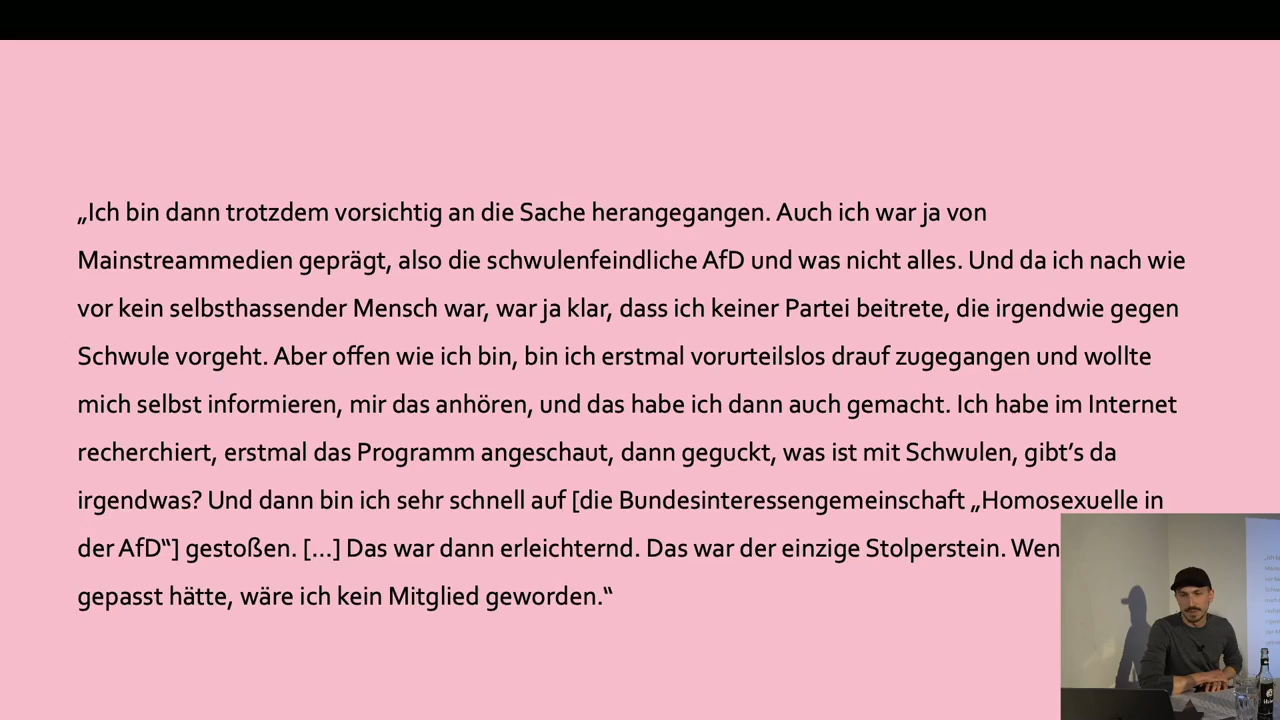 „Ich bin dann trotzdem vorsichtig an die Sache herangegangen. Auch ich war ja von
Mainstreammedien geprägt, also die schwulenfeindliche AfD und was nicht alles. Und da ich nach wie
vor kein selbsthassender Mensch war, war ja klar, dass ich keiner Partei beitrete, die irgendwie gegen
Schwule vorgeht. Aber offen wie ich bin, bin ich erstmal vorurteilslos drauf zugegangen und wollte
mich selbst informieren, mir das anhören, und das habe ich dann auch gemacht. Ich habe im Internet
recherchiert, erstmal das Programm angeschaut, dann geguckt, was ist mit Schwulen, gibt's da
irgendwas? Und dann bin ich sehr schnell auf [die Bundesinteressengemeinschaft „Homosexuelle in
der AfD“] gestoßen. [...] Das war dann erleichternd. Das war der einzige Stolperstein.
gepasst hätte, wäre ich kein Mitglied geworden.“